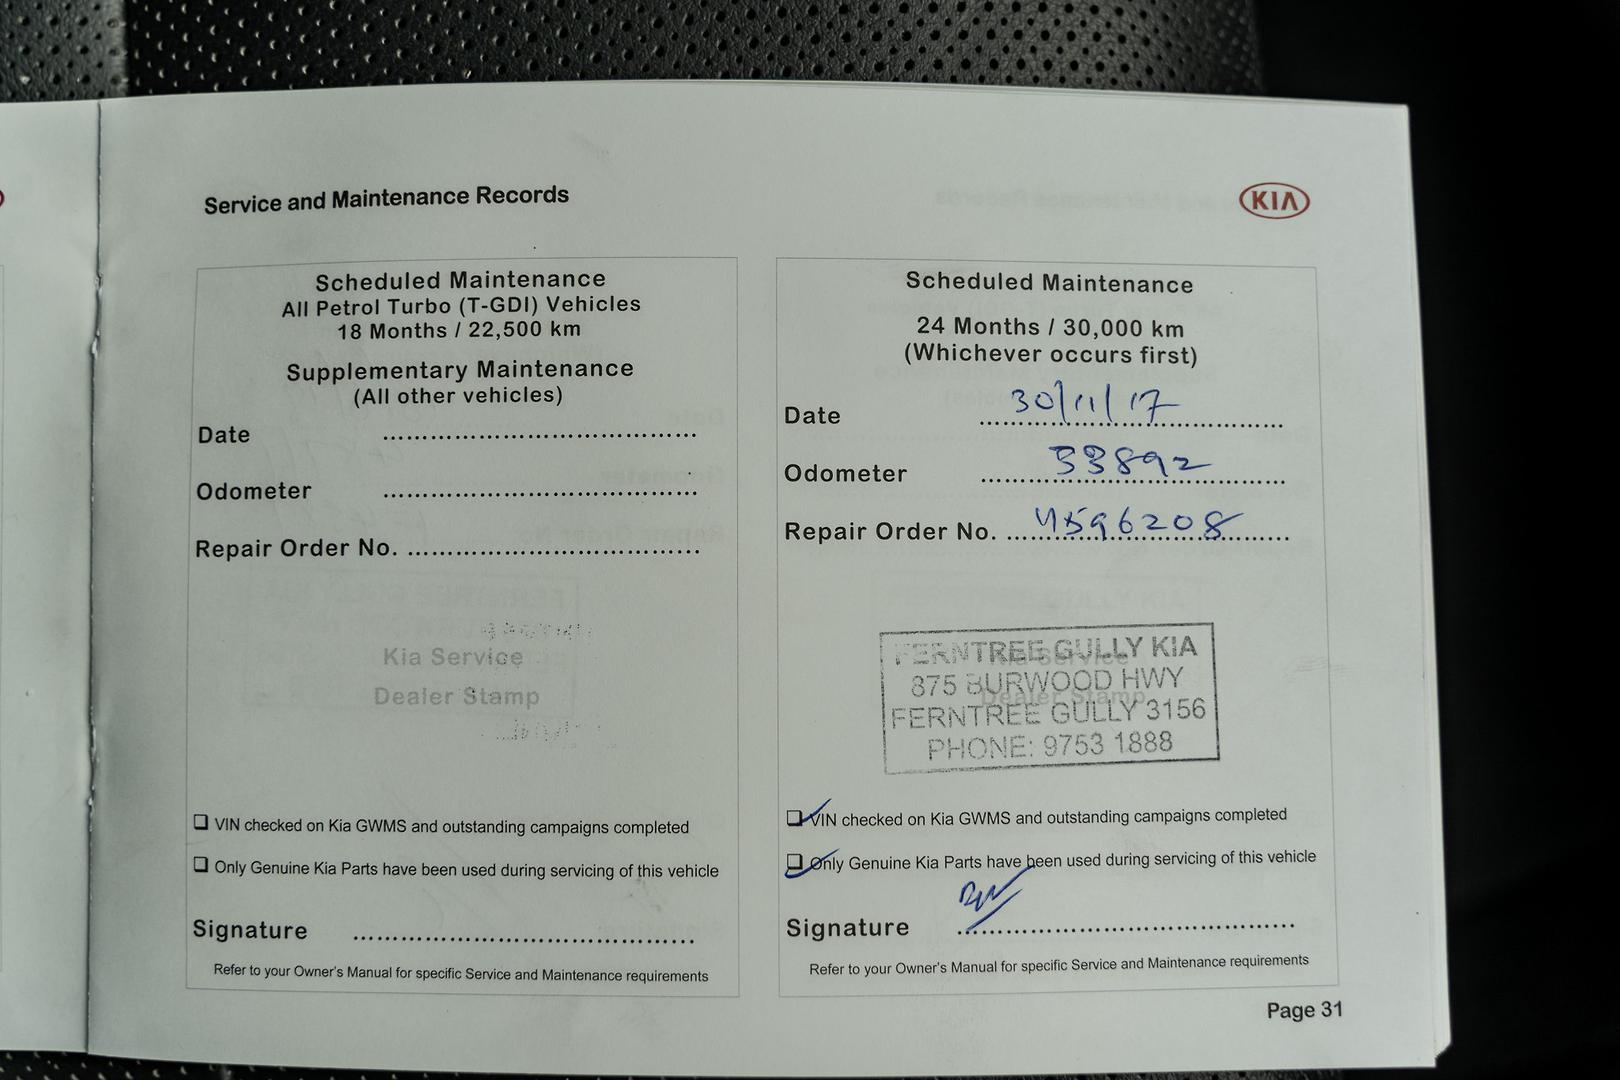 Service and Maintenance Records
KIA
Scheduled Maintenance
All Petrol Turbo (T-GDI) Vehicles
18 Months / 22,500 km
Supplementary Maintenance
(All other vehicles)
Date ........................................
Odometer ........................................
Repair Order No. .....................................
Kia Service
Dealer Stamp
❏ VIN checked on Kia GWMS and outstanding campaigns completed
❏ Only Genuine Kia Parts have been used during servicing of this vehicle
Signature ...........................................
Refer to your Owner's Manual for specific Service and Maintenance requirements
Scheduled Maintenance
24 Months / 30,000 km
(Whichever occurs first)
Date 30/11/17
Odometer 33892
Repair Order No. 4596208
Kia Service
Dealer Stamp
FERNTREE GULLY KIA
875 BURWOOD HWY
FERNTREE GULLY 3156
PHONE: 9753 1888
❏ VIN checked on Kia GWMS and outstanding campaigns completed
❏ Only Genuine Kia Parts have been used during servicing of this vehicle
Signature ...........................................
Refer to your Owner's Manual for specific Service and Maintenance requirements
Page 31